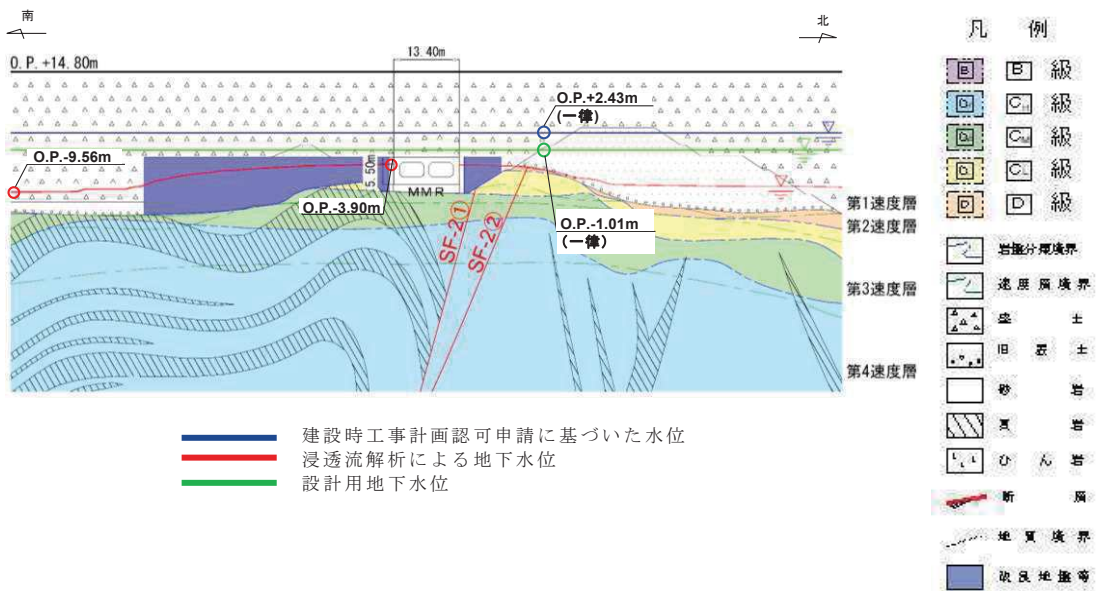 南
北
13.40m
O.P.+14.80m
O.P.+2.43m
(一律)
O.P.-9.56m
5.50m
MMR
O.P.-3.90m
O.P.-1.01m
(一律)
SF-2①
SF-2②
第1速度層
第2速度層
第3速度層
第4速度層
建設時工事計画認可申請に基づいた水位
浸透流解析による地下水位
設計用地下水位
凡 例
B B 級
CH 級
CM 級
CL 級
D D 級
岩盤分類境界
速度層境界
盛 土
旧 表 土
砂 岩
頁 岩
ひ ん 岩
断 層
地質境界
改良地盤等